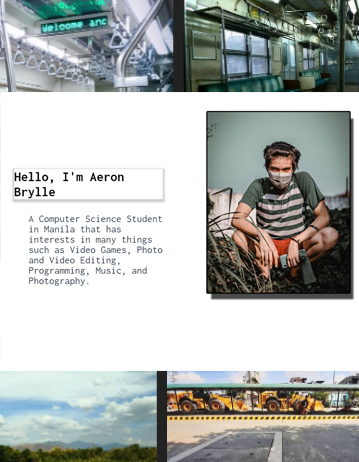 Welcome and
Hello, I'm Aeron
Brylle
A Computer Science Student
in Manila that has
interests in many things
such as Video Games, Photo
and Video Editing,
Programming, Music, and
Photography.